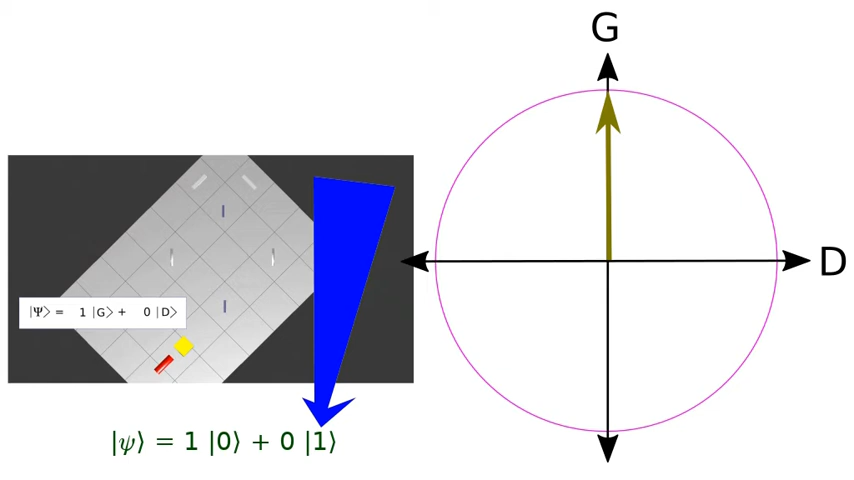 G
D
|Ψ⟩ = 1 |G⟩ + 0 |D⟩
|ψ⟩ = 1 |0⟩ + 0 |1⟩